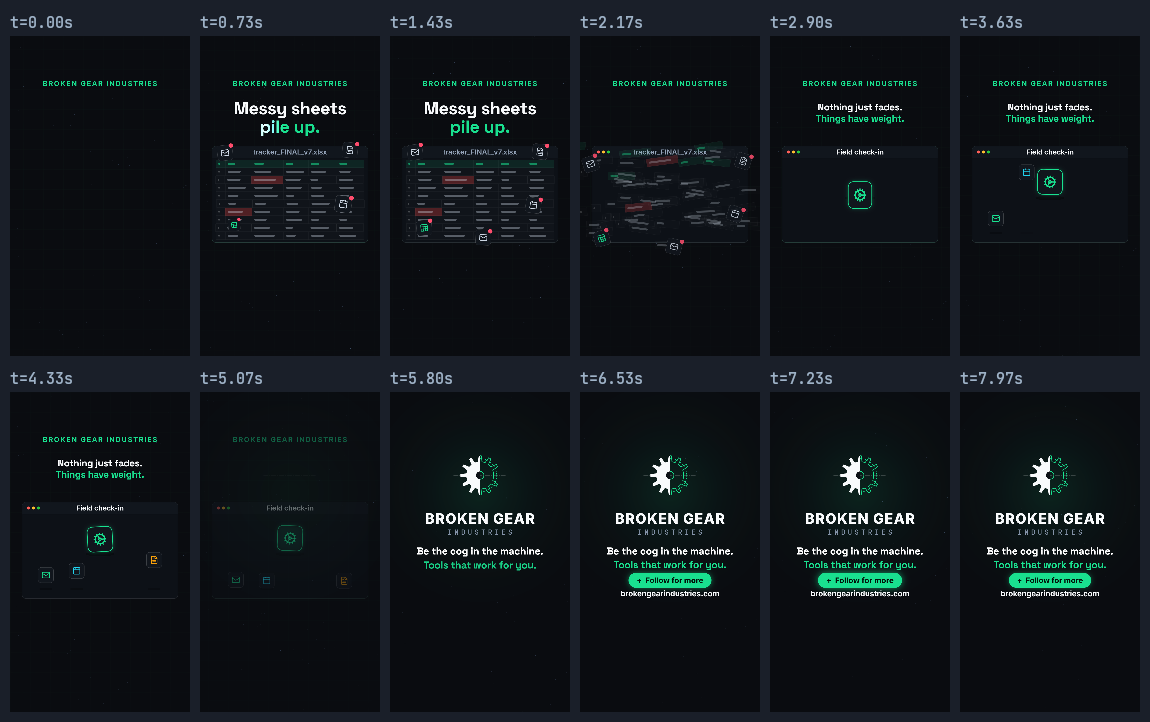 t=0.00s
t=0.73s
t=1.43s
t=2.17s
t=2.90s
t=3.63s
BROKEN GEAR INDUSTRIES
BROKEN GEAR INDUSTRIES
Messy sheets
pile up.
tracker_FINAL_v7.xlsx
BROKEN GEAR INDUSTRIES
Messy sheets
pile up.
tracker_FINAL_v7.xlsx
BROKEN GEAR INDUSTRIES
tracker_FINAL_v7.xlsx
BROKEN GEAR INDUSTRIES
Nothing just fades.
Things have weight.
Field check-in
BROKEN GEAR INDUSTRIES
Nothing just fades.
Things have weight.
Field check-in
t=4.33s
t=5.07s
t=5.80s
t=6.53s
t=7.23s
t=7.97s
BROKEN GEAR INDUSTRIES
Nothing just fades.
Things have weight.
Field check-in
BROKEN GEAR INDUSTRIES
Field check-in
BROKEN GEAR
INDUSTRIES
Be the cog in the machine.
Tools that work for you.
BROKEN GEAR
INDUSTRIES
Be the cog in the machine.
Tools that work for you.
+ Follow for more
brokengearindustries.com
BROKEN GEAR
INDUSTRIES
Be the cog in the machine.
Tools that work for you.
+ Follow for more
brokengearindustries.com
BROKEN GEAR
INDUSTRIES
Be the cog in the machine.
Tools that work for you.
+ Follow for more
brokengearindustries.com